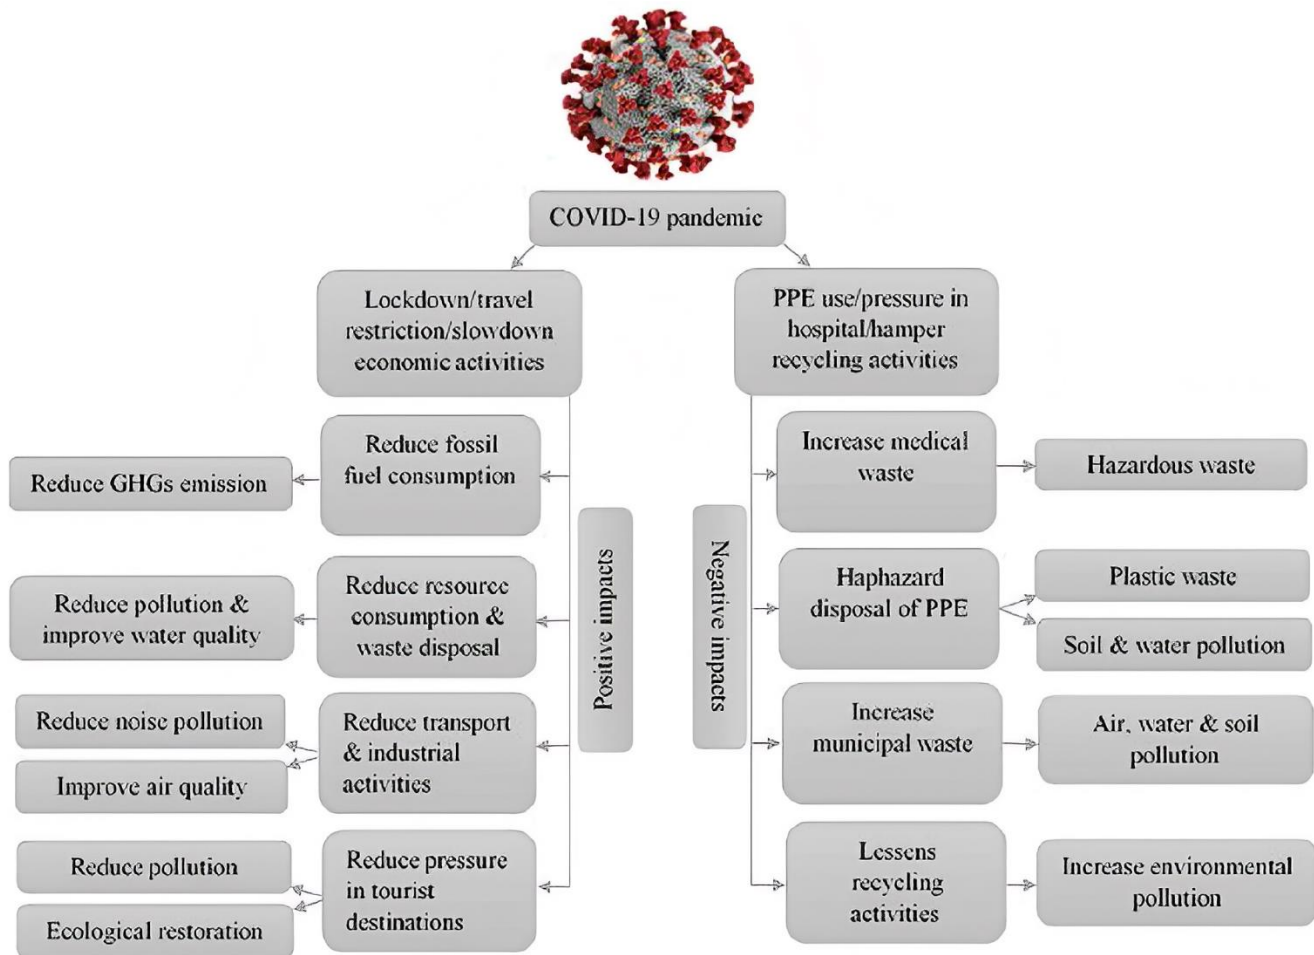 COVID-19 pandemic
Lockdown/travel
restriction/slowdown
economic activities
PPE use/pressure in
hospital/hamper
recycling activities
Positive impacts
Negative impacts
Reduce fossil
fuel consumption
Reduce GHGs emission
Reduce resource
consumption &
waste disposal
Reduce pollution &
improve water quality
Reduce transport
& industrial
activities
Reduce noise pollution
Improve air quality
Reduce pressure
in tourist
destinations
Reduce pollution
Ecological restoration
Increase medical
waste
Hazardous waste
Haphazard
disposal of PPE
Plastic waste
Soil & water pollution
Increase
municipal waste
Air, water & soil
pollution
Lessens
recycling
activities
Increase environmental
pollution